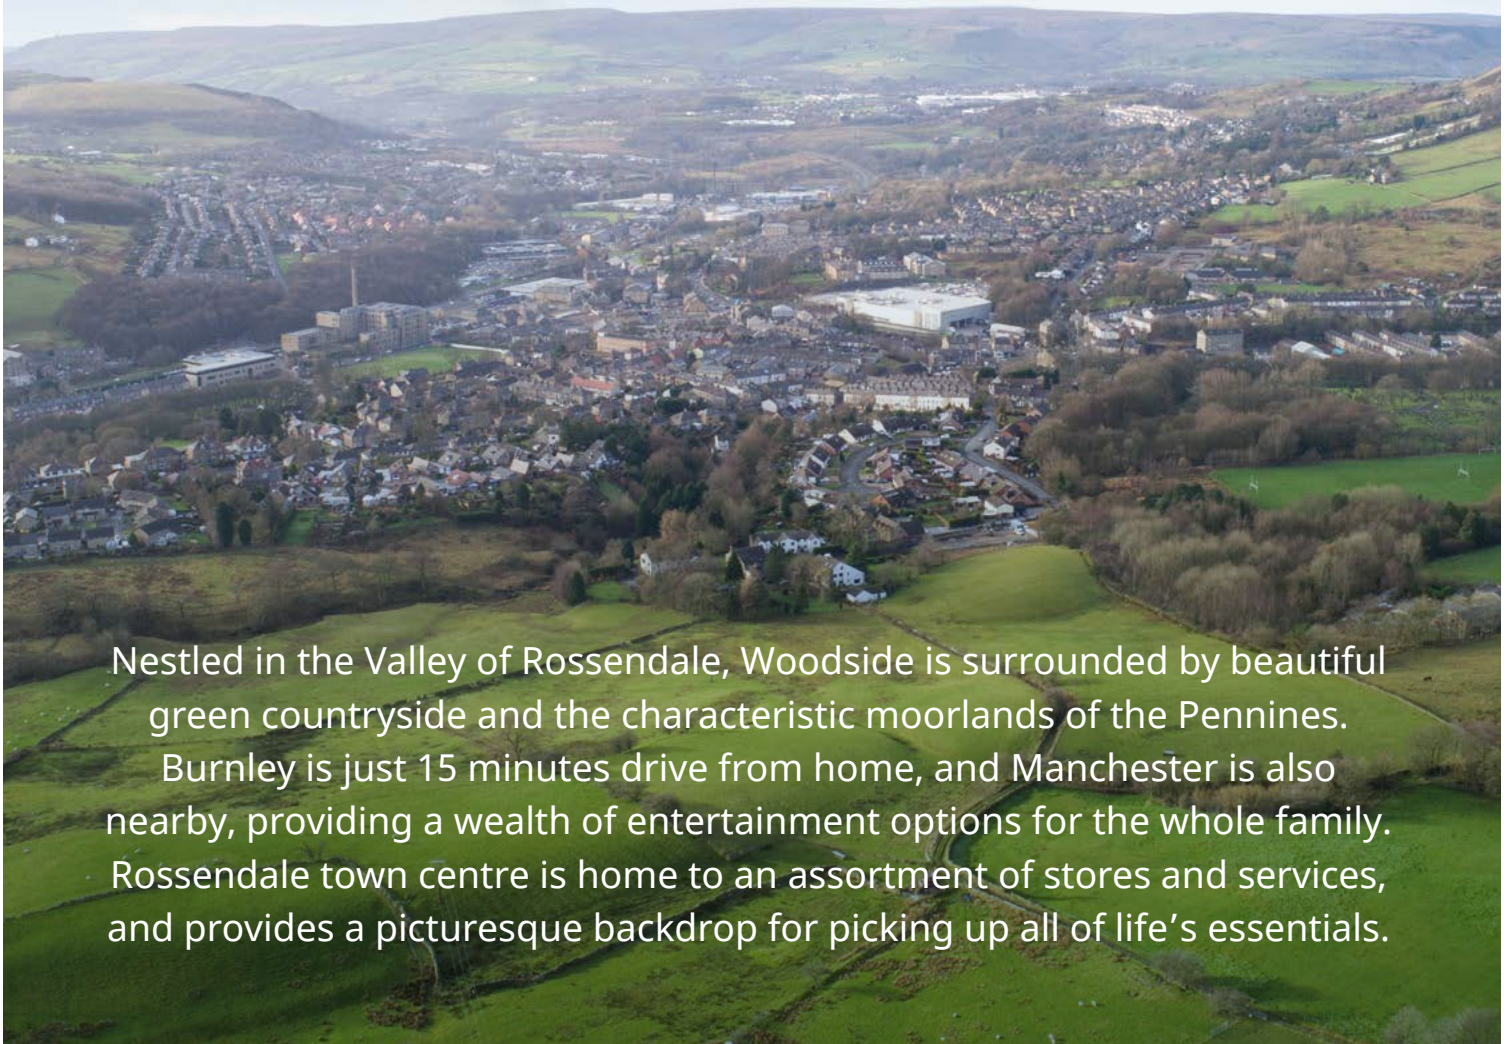 Nestled in the Valley of Rossendale, Woodside is surrounded by beautiful
green countryside and the characteristic moorlands of the Pennines.
Burnley is just 15 minutes drive from home, and Manchester is also
nearby, providing a wealth of entertainment options for the whole family.
Rossendale town centre is home to an assortment of stores and services,
and provides a picturesque backdrop for picking up all of life’s essentials.